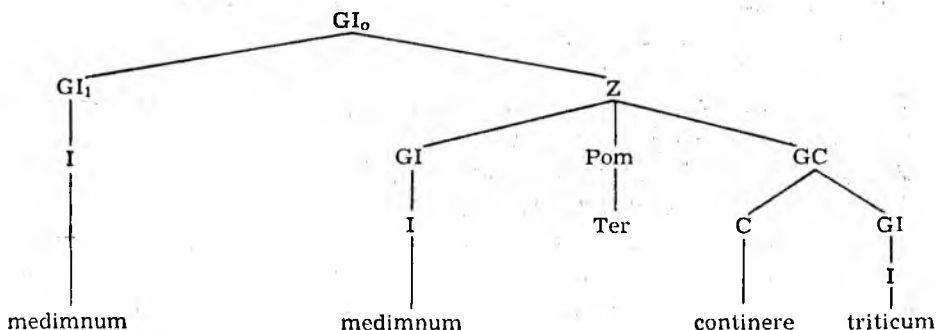 GI₀
GI₁ Z
I GI Pom GC
I Ter C GI
I
medimnum medimnum continere triticum